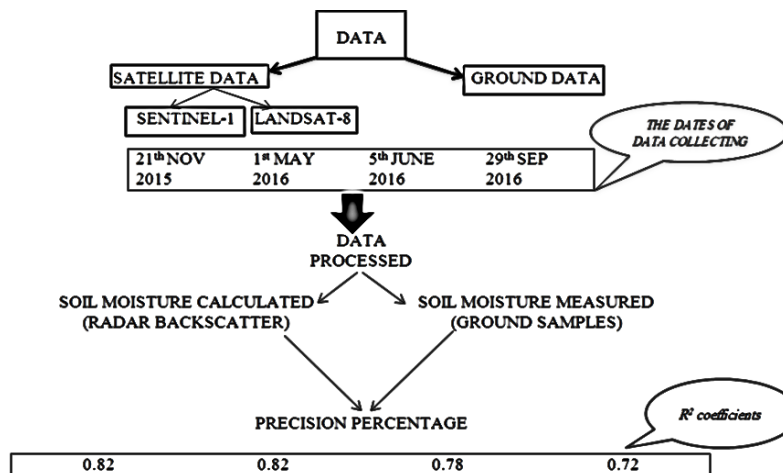 DATA
SATELLITE DATA
GROUND DATA
SENTINEL-1
LANDSAT-8
THE DATES OF
DATA COLLECTING
21th NOV 1st MAY 5th JUNE 29th SEP
2015 2016 2016 2016
DATA
PROCESSED
SOIL MOISTURE CALCULATED
(RADAR BACKSCATTER)
SOIL MOISTURE MEASURED
(GROUND SAMPLES)
PRECISION PERCENTAGE
R² coefficients
0.82 0.82 0.78 0.72